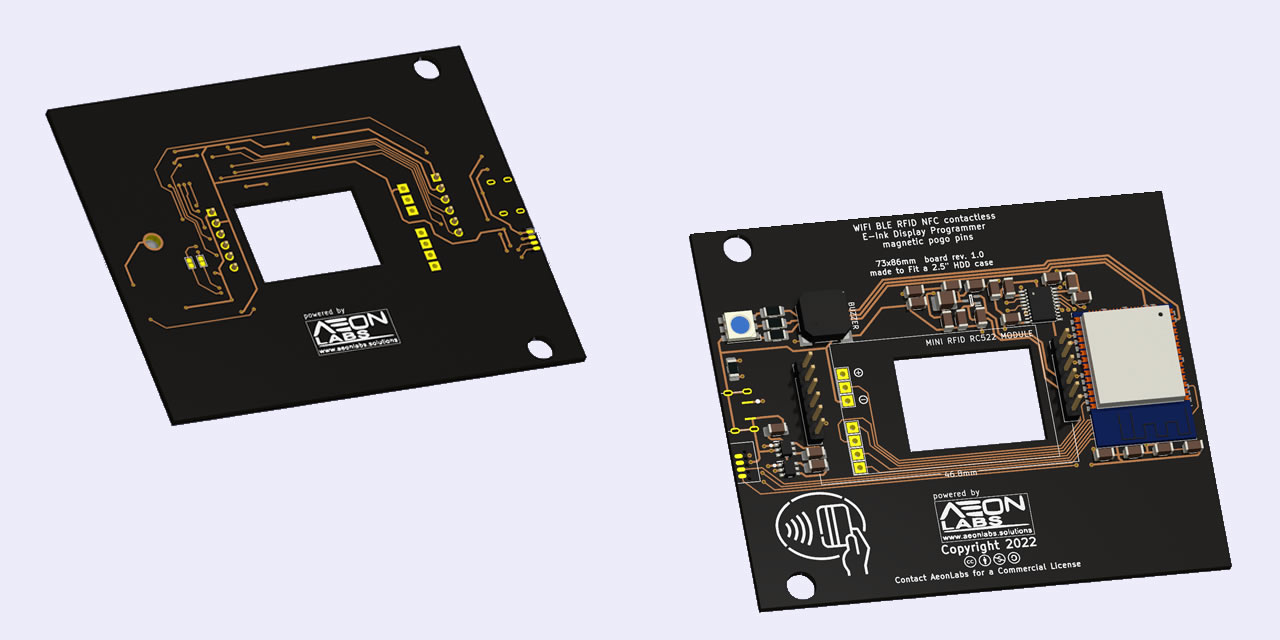 powered by
AEON
LABS
www.aeonlabs.solutions
WIFI BLE RFID NFC contactless
E-Ink Display Programmer
magnetic pogo pins
73x86mm board rev. 1.0
made to Fit a 2.5" HDD case
BUZZER
MINI RFID RC522 MODULE
46.8mm
powered by
AEON
LABS
www.aeonlabs.solutions
Copyright 2022
Contact AeonLabs for a Commercial License